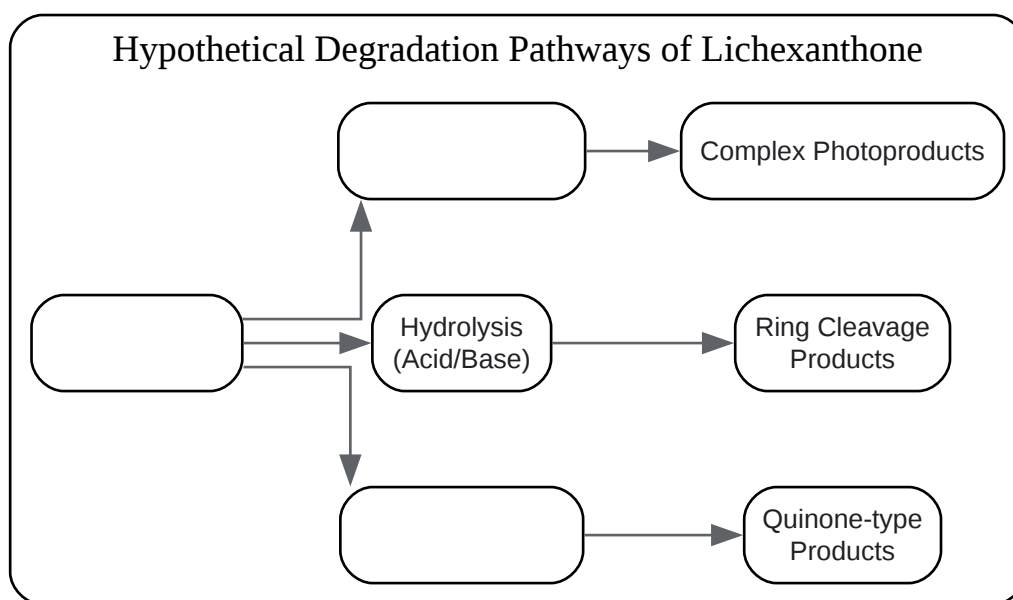 Hypothetical Degradation Pathways of Lichexanthone
Complex Photoproducts
Hydrolysis
(Acid/Base)
Ring Cleavage
Products
Quinone-type
Products